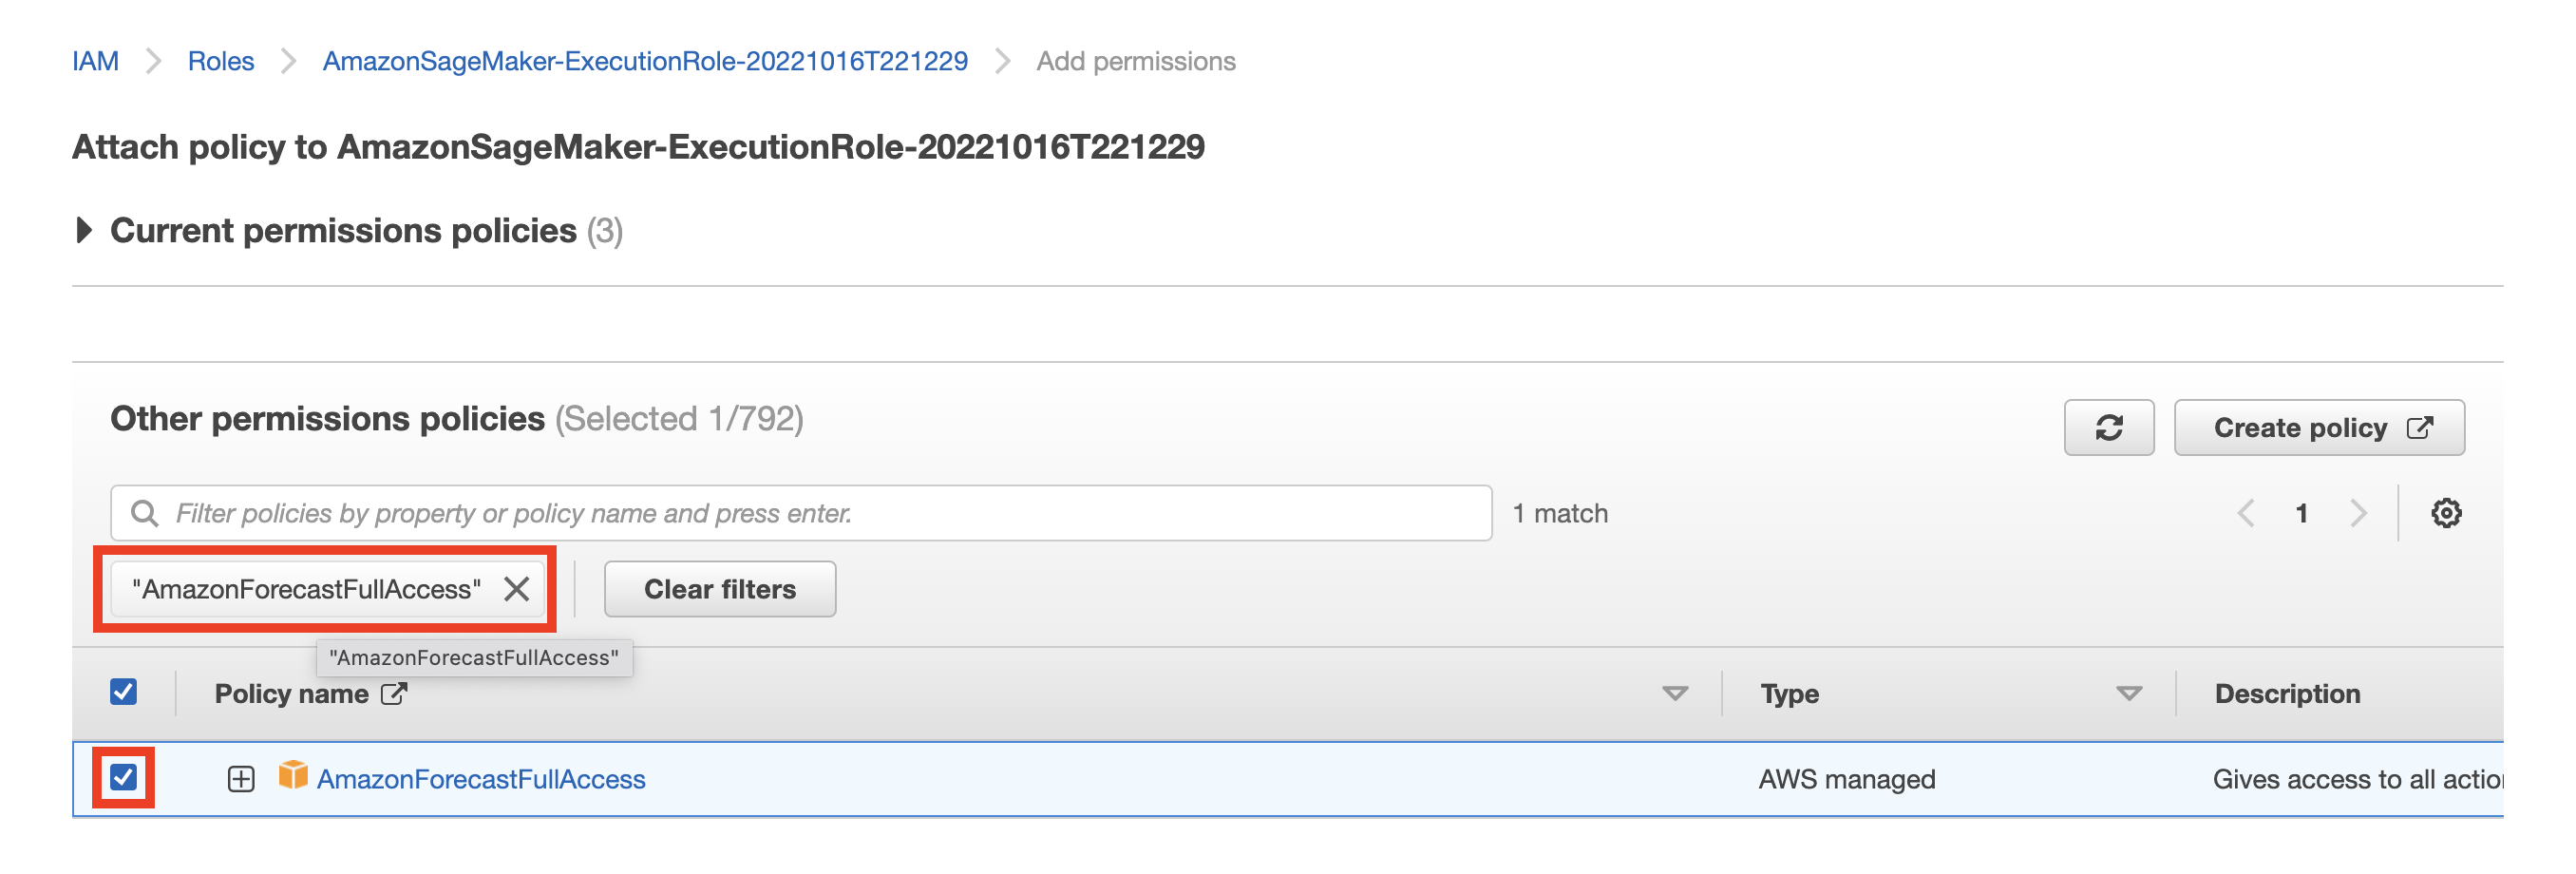 IAM Roles AmazonSageMaker-ExecutionRole-20221016T221229 Add permissions
Attach policy to AmazonSageMaker-ExecutionRole-20221016T221229
Current permissions policies (3)
Other permissions policies (Selected 1/792)
Create policy
Filter policies by property or policy name and press enter.
1 match
1
"AmazonForecastFullAccess"
Clear filters
"AmazonForecastFullAccess"
Policy name Type Description
AmazonForecastFullAccess AWS managed Gives access to all actio